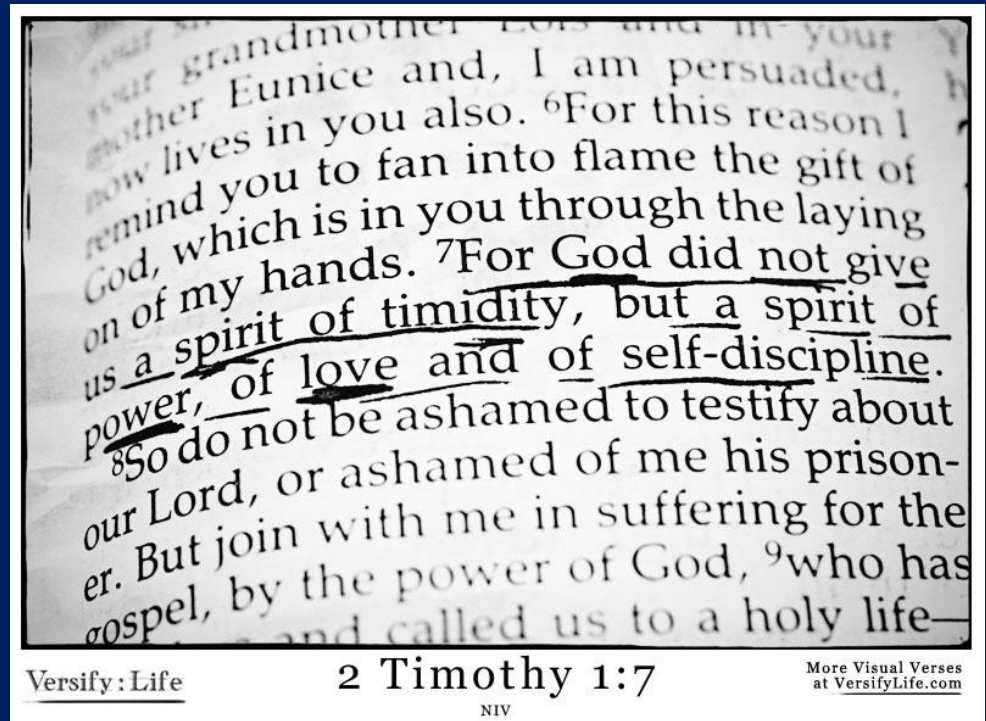 your grandmother Lois and in your
mother Eunice and, I am persuaded,
now lives in you also. ⁶For this reason I
remind you to fan into flame the gift of
God, which is in you through the laying
on of my hands. ⁷For God did not give
us a spirit of timidity, but a spirit of
power, of love and of self-discipline.
⁸So do not be ashamed to testify about
our Lord, or ashamed of me his prison-
er. But join with me in suffering for the
gospel, by the power of God, ⁹who has
and called us to a holy life—
Versify : Life
2 Timothy 1:7
NIV
More Visual Verses
at VersifyLife.com